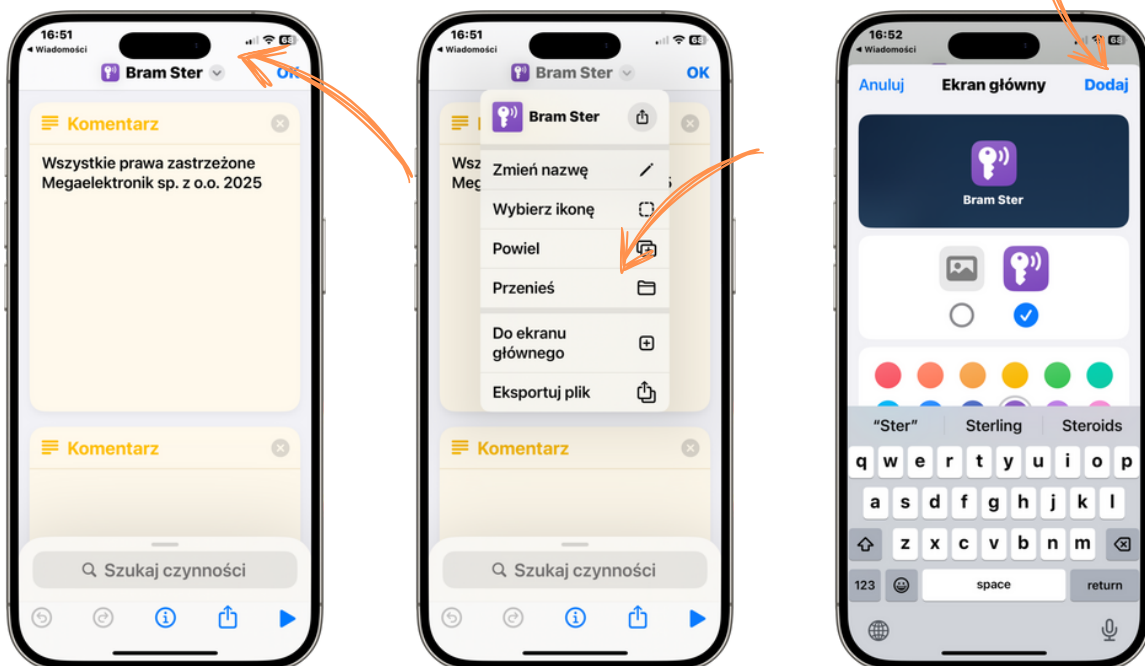 16:51
68
◀ Wiadomości
Bram Ster
OK
Komentarz
Wszystkie prawa zastrzeżone
Megaelektronik sp. z o.o. 2025
Komentarz
Szukaj czynności
16:51
68
◀ Wiadomości
Bram Ster
OK
Bram Ster
Wsz
Meg
Zmień nazwę
Wybierz ikonę
Powiel
Przenieś
Do ekranu
głównego
Eksportuj plik
Komentarz
Szukaj czynności
16:52
68
◀ Wiadomości
Anuluj
Ekran główny
Dodaj
Bram Ster
“Ster”
Sterling
Steroids
q w e r t y u i o p
a s d f g h j k l
z x c v b n m
123
space
return